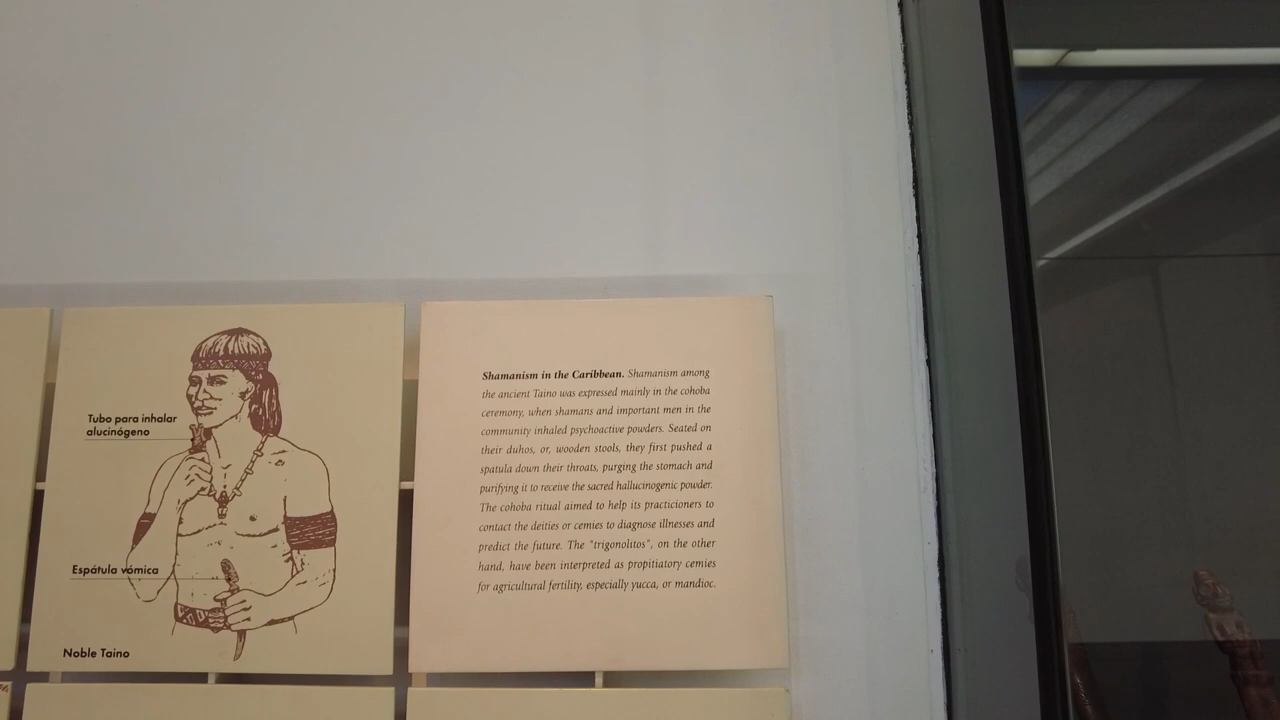 Tubo para inhalar
alucinógeno
Espátula vómica
Noble Taino
Shamanism in the Caribbean. Shamanism among
the ancient Taino was expressed mainly in the cohoba
ceremony, when shamans and important men in the
community inhaled psychoactive powders. Seated on
their duhos, or, wooden stools, they first pushed a
spatula down their throats, purging the stomach and
purifying it to receive the sacred hallucinogenic powder.
The cohoba ritual aimed to help its practicioners to
contact the deities or cemies to diagnose illnesses and
predict the future. The "trigonolitos", on the other
hand, have been interpreted as propitiatory cemies
for agricultural fertility, especially yucca, or mandioc.